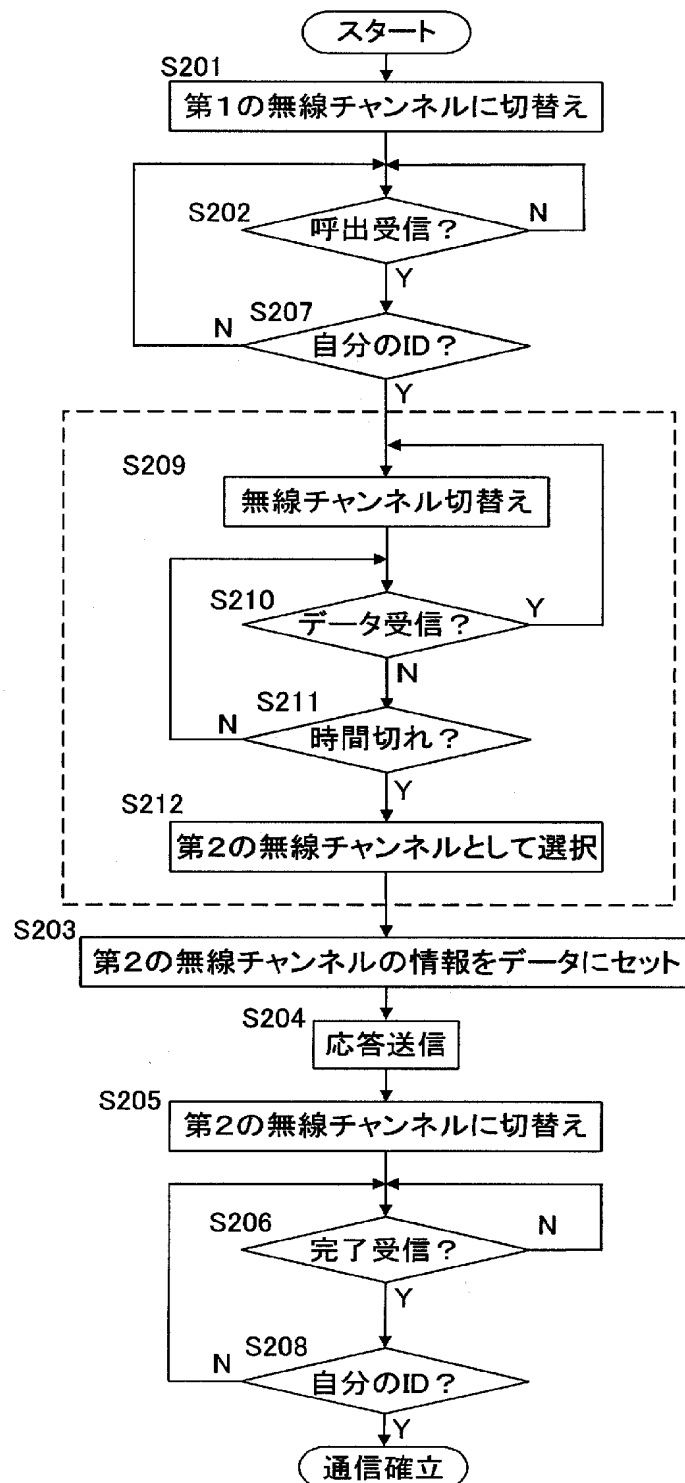 スタート
S201
第1の無線チャンネルに切替え
S202
呼出受信？
N
Y
S207
N
自分のID？
Y
S209
無線チャンネル切替え
S210
データ受信？
Y
N
S211
N
時間切れ？
Y
S212
第2の無線チャンネルとして選択
S203
第2の無線チャンネルの情報をデータにセット
S204
応答送信
S205
第2の無線チャンネルに切替え
S206
完了受信？
N
Y
S208
N
自分のID？
Y
通信確立